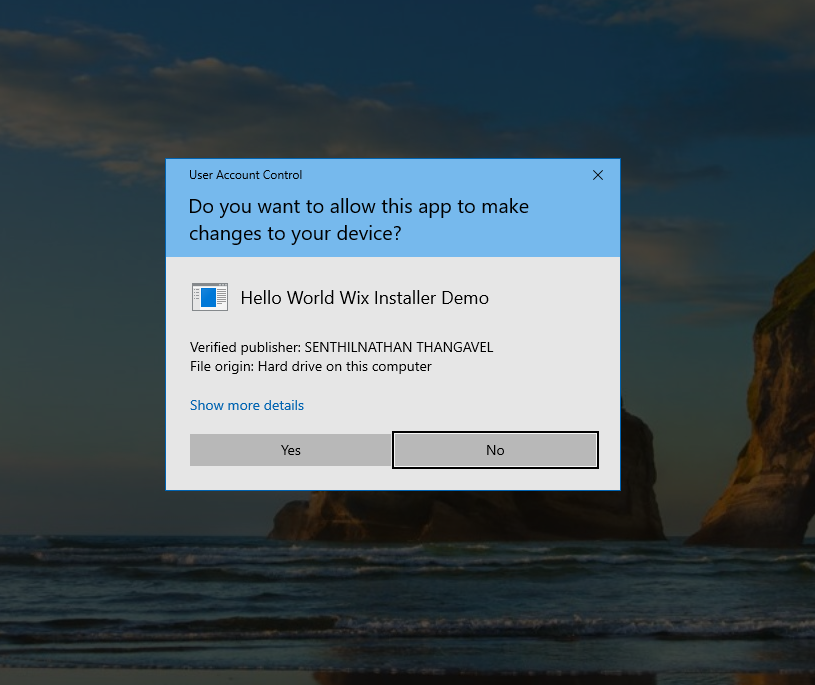 User Account Control
Do you want to allow this app to make
changes to your device?
Hello World Wix Installer Demo
Verified publisher: SENTHILNATHAN THANGAVEL
File origin: Hard drive on this computer
Show more details
Yes
No